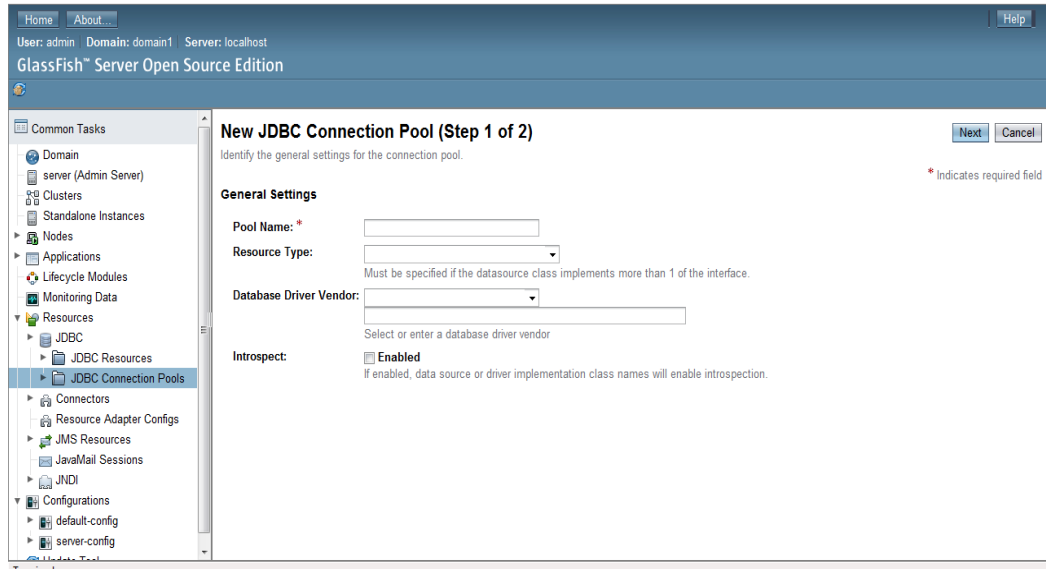 Home About... Help
User: admin Domain: domain1 Server: localhost
GlassFish™ Server Open Source Edition
Common Tasks
Domain
server (Admin Server)
Clusters
Standalone Instances
Nodes
Applications
Lifecycle Modules
Monitoring Data
Resources
JDBC
JDBC Resources
JDBC Connection Pools
Connectors
Resource Adapter Configs
JMS Resources
JavaMail Sessions
JNDI
Configurations
default-config
server-config
Update Tool
New JDBC Connection Pool (Step 1 of 2)
Next Cancel
Identify the general settings for the connection pool.
* Indicates required field
General Settings
Pool Name: *
Resource Type:
Must be specified if the datasource class implements more than 1 of the interface.
Database Driver Vendor:
Select or enter a database driver vendor
Introspect: Enabled
If enabled, data source or driver implementation class names will enable introspection.